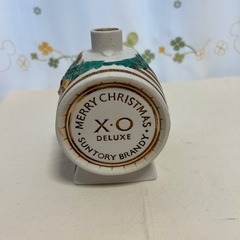 MERRY CHRISTMAS
X·O
DELUXE
· SUNTORY BRANDY ·